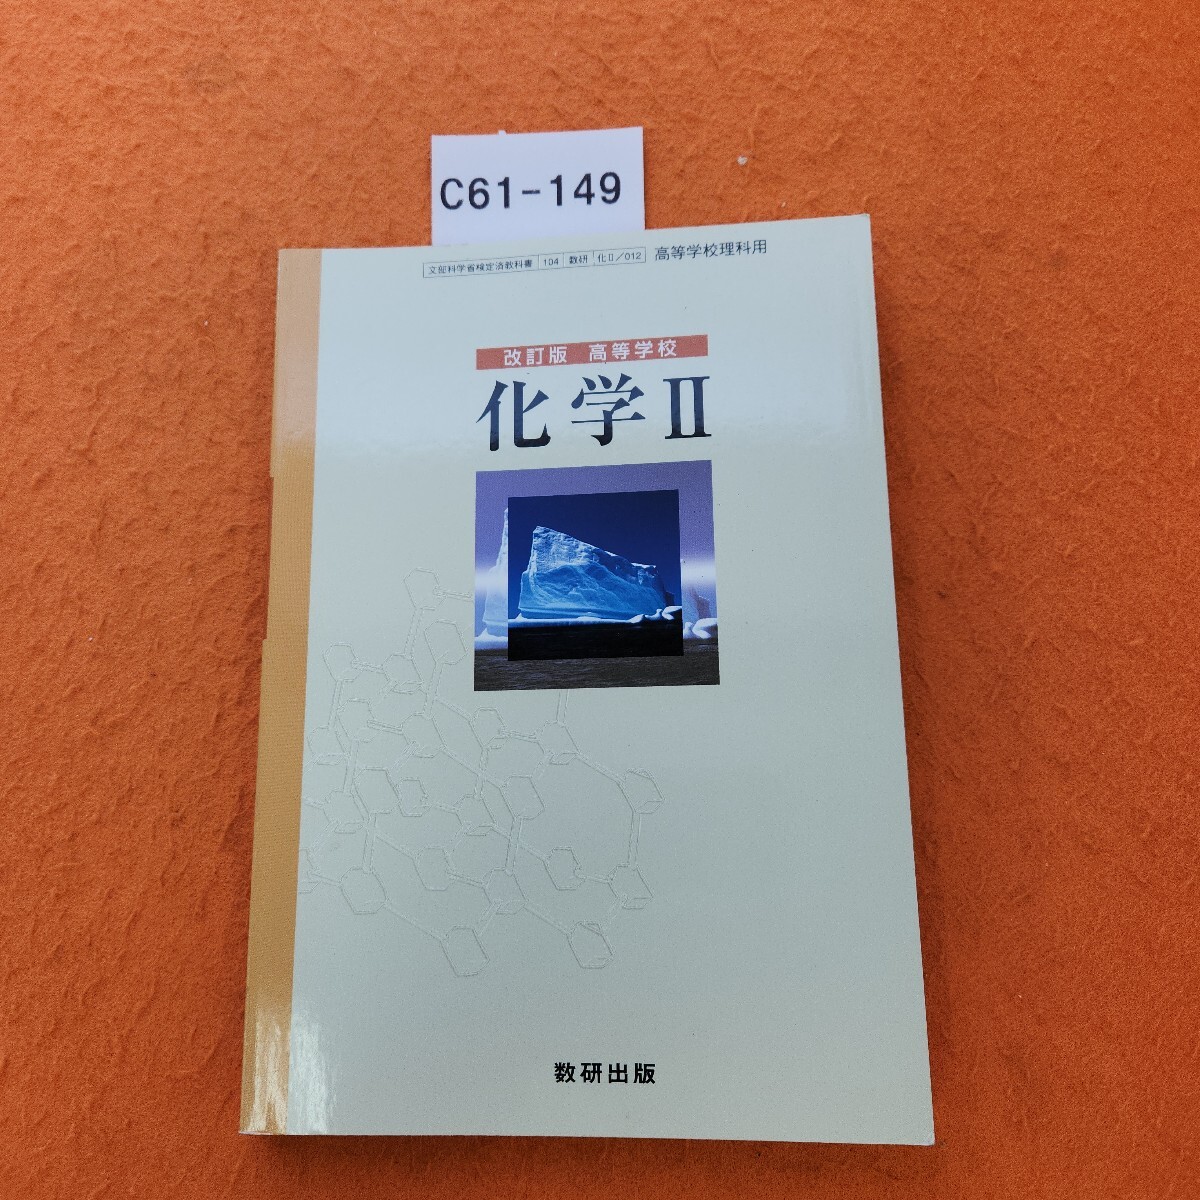 C61-149
文部科学省検定済教科書 104 数研 化Ⅱ/012 高等学校理科用
改訂版 高等学校
化学Ⅱ
数研出版